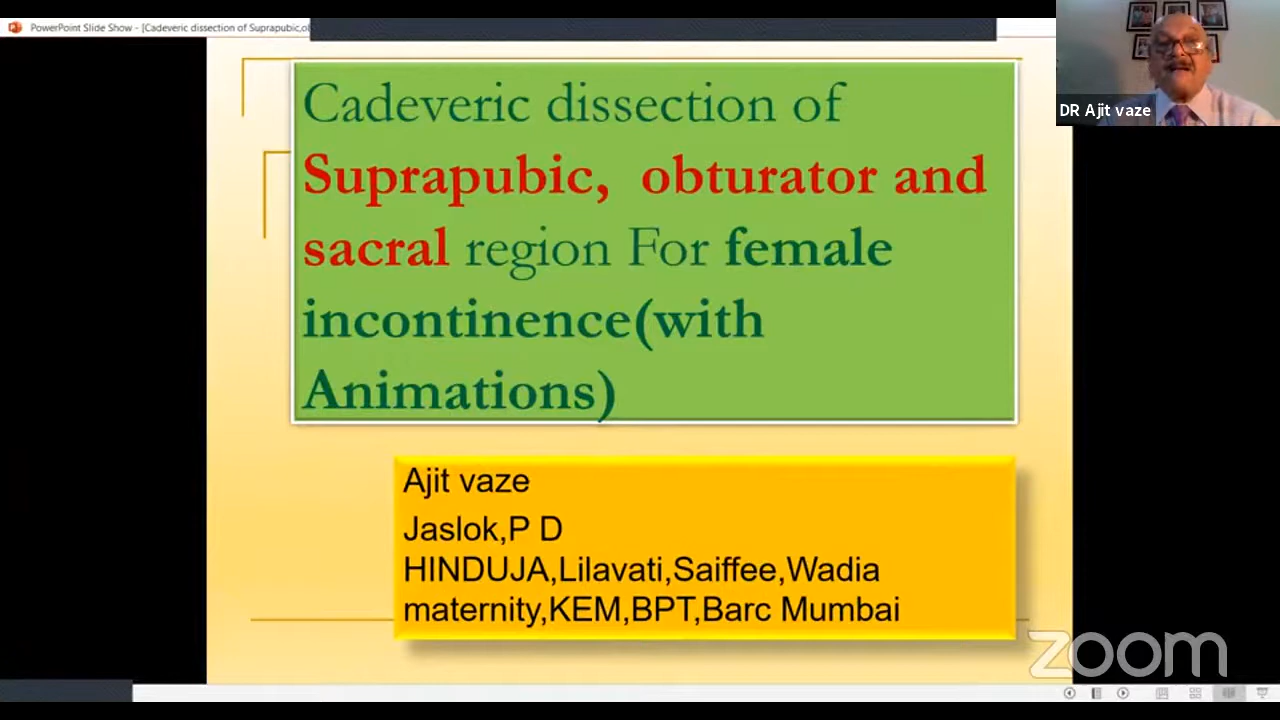 PowerPoint Slide Show - [Cadeveric dissection of Suprapubic,ob
DR Ajit vaze
Cadeveric dissection of
Suprapubic, obturator and
sacral region For female
incontinence(with
Animations)
Ajit vaze
Jaslok,P D
HINDUJA,Lilavati,Saiffee,Wadia
maternity,KEM,BPT,Barc Mumbai
zoom